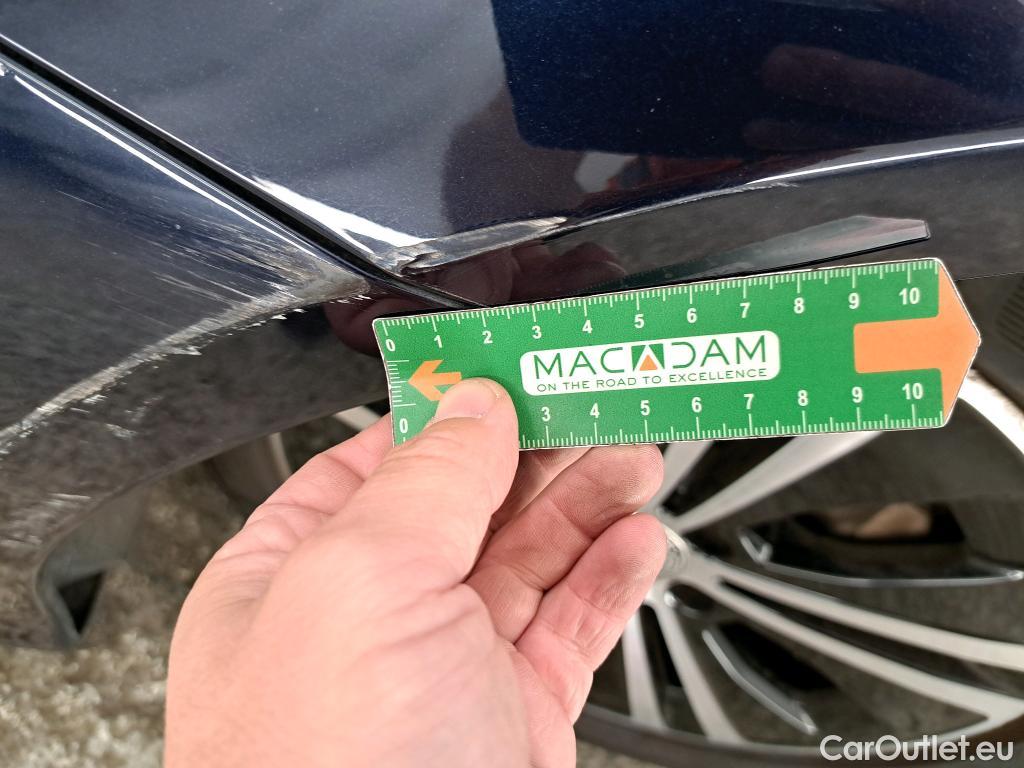 0 1 2 3 4 5 6 7 8 9 10
MACADAM
ON THE ROAD TO EXCELLENCE
0 3 4 5 6 7 8 9 10
CarOutlet.eu